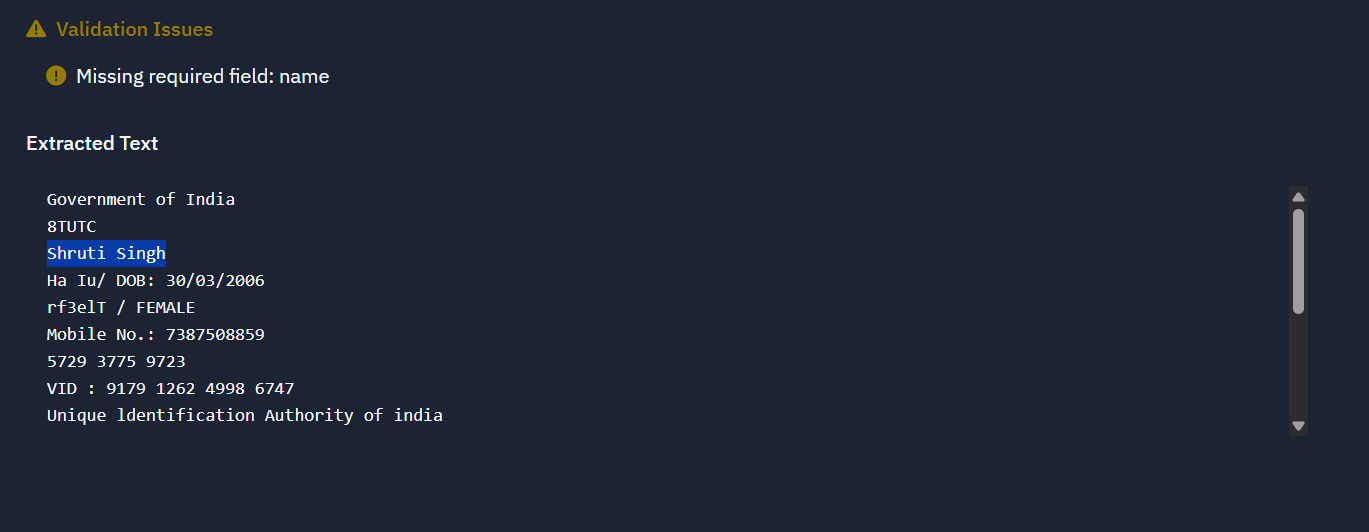 Validation Issues
Missing required field: name
Extracted Text
Government of India
8TUTC
Shruti Singh
Ha Iu/ DOB: 30/03/2006
rf3elT / FEMALE
Mobile No.: 7387508859
5729 3775 9723
VID : 9179 1262 4998 6747
Unique ldentification Authority of india